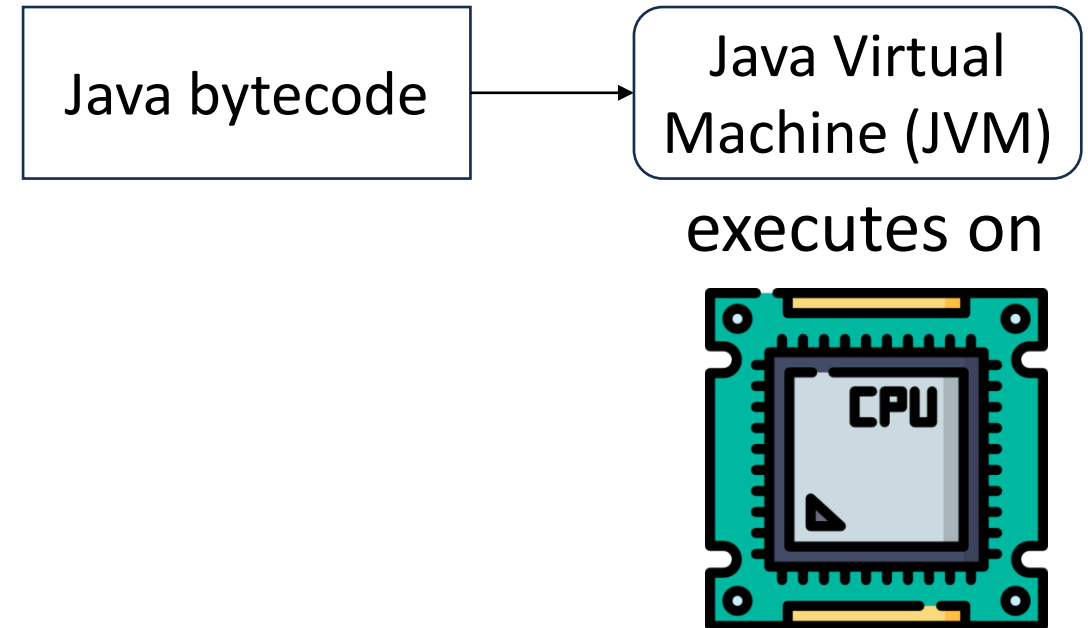 Java bytecode
Java Virtual
Machine (JVM)
executes on
CPU